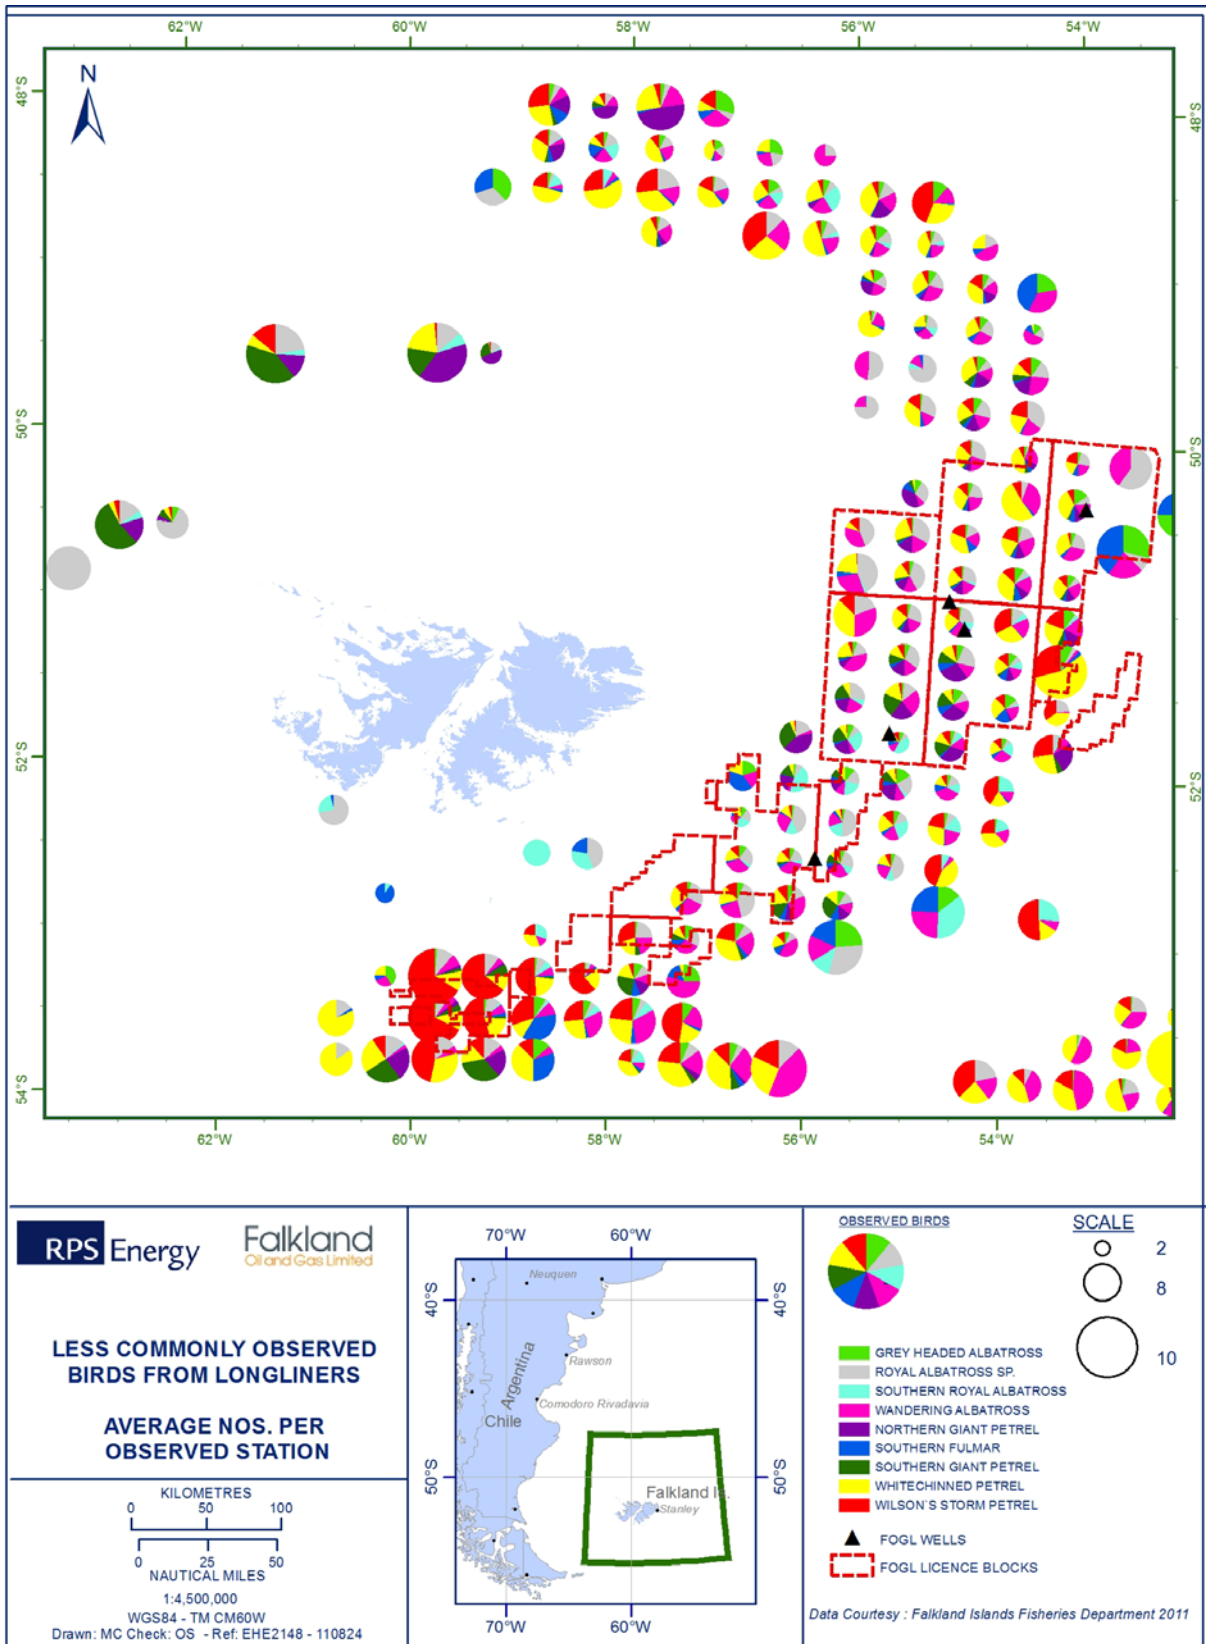 62°W 60°W 58°W 56°W 54°W
N
48°S 48°S
50°S 50°S
52°S 52°S
54°S 54°S
62°W 60°W 58°W 56°W 54°W
RPS Energy
Falkland
Oil and Gas Limited
LESS COMMONLY OBSERVED
BIRDS FROM LONGLINERS
AVERAGE NOS. PER
OBSERVED STATION
KILOMETRES
0 50 100
0 25 50
NAUTICAL MILES
1:4,500,000
WGS84 - TM CM60W
Drawn: MC Check: OS - Ref: EHE2148 - 110824
70°W 60°W
40°S 40°S
50°S 50°S
70°W 60°W
Neuquen
Argentina
Rawson
Chile
Comodoro Rivadavia
Falkland Is.
Stanley
OBSERVED BIRDS
SCALE
2
8
10
GREY HEADED ALBATROSS
ROYAL ALBATROSS SP.
SOUTHERN ROYAL ALBATROSS
WANDERING ALBATROSS
NORTHERN GIANT PETREL
SOUTHERN FULMAR
SOUTHERN GIANT PETREL
WHITECHINNED PETREL
WILSON`S STORM PETREL
FOGL WELLS
FOGL LICENCE BLOCKS
Data Courtesy : Falkland Islands Fisheries Department 2011